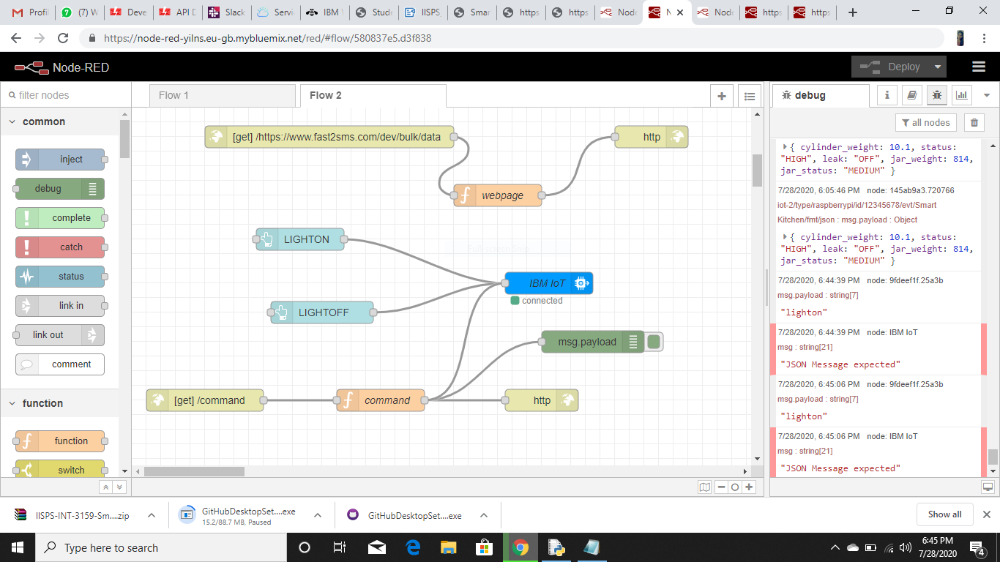 Profil
(7) W
Deve
API D
Slack
Servi
IBM W
Stude
IISPS
Smar
https
https
Node
N
Node
https
https
https://node-red-yilns.eu-gb.mybluemix.net/red/#flow/580837e5.d3f838
Node-RED
Deploy
filter nodes
Flow 1
Flow 2
debug
i
all nodes
common
inject
debug
complete
catch
status
link in
link out
comment
function
function
switch
[get] /https://www.fast2sms.com/dev/bulk/data
http
webpage
LIGHTON
IBM IoT
connected
LIGHTOFF
msg.payload
[get] /command
command
http
{ cylinder_weight: 10.1, status:
"HIGH", leak: "OFF", jar_weight: 814,
jar_status: "MEDIUM" }
7/28/2020, 6:05:46 PM node: 145ab9a3.720766
iot-2/type/raspberrypi/id/12345678/evt/Smart
Kitchen/fmt/json : msg.payload : Object
{ cylinder_weight: 10.1, status:
"HIGH", leak: "OFF", jar_weight: 814,
jar_status: "MEDIUM" }
7/28/2020, 6:44:39 PM node: 9fdeef1f.25a3b
msg.payload : string[7]
"lighton"
7/28/2020, 6:44:39 PM node: IBM IoT
msg : string[21]
"JSON Message expected"
7/28/2020, 6:45:06 PM node: 9fdeef1f.25a3b
msg.payload : string[7]
"lighton"
7/28/2020, 6:45:06 PM node: IBM IoT
msg : string[21]
"JSON Message expected"
IISPS-INT-3159-Sm....zip
GitHubDesktopSet....exe
15.2/88.7 MB, Paused
GitHubDesktopSet....exe
Show all
Type here to search
6:45 PM
7/28/2020
4